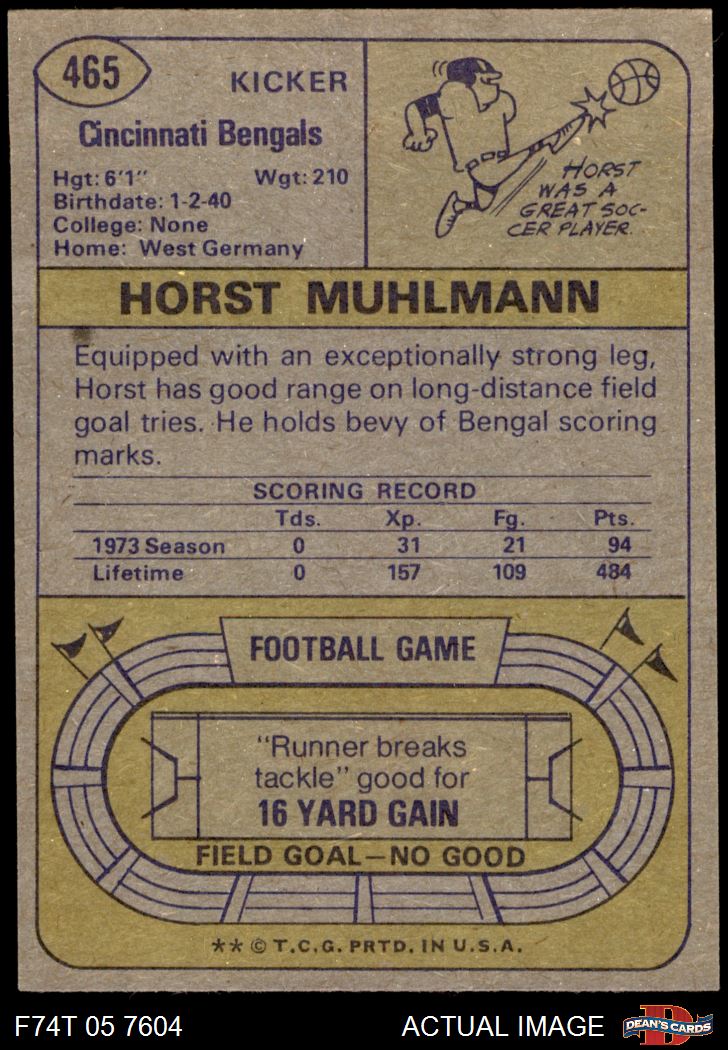 465
KICKER
Cincinnati Bengals
Hgt: 6'1" Wgt: 210
Birthdate: 1-2-40
College: None
Home: West Germany
HORST
WAS A
GREAT SOC-
CER PLAYER.
HORST MUHLMANN
Equipped with an exceptionally strong leg,
Horst has good range on long-distance field
goal tries. He holds bevy of Bengal scoring
marks.
SCORING RECORD
Tds. Xp. Fg. Pts.
1973 Season 0 31 21 94
Lifetime 0 157 109 484
FOOTBALL GAME
"Runner breaks
tackle" good for
16 YARD GAIN
FIELD GOAL—NO GOOD
** © T.C.G. PRTD. IN U.S.A.
F74T 05 7604 ACTUAL IMAGE
D
DEAN'S CARDS